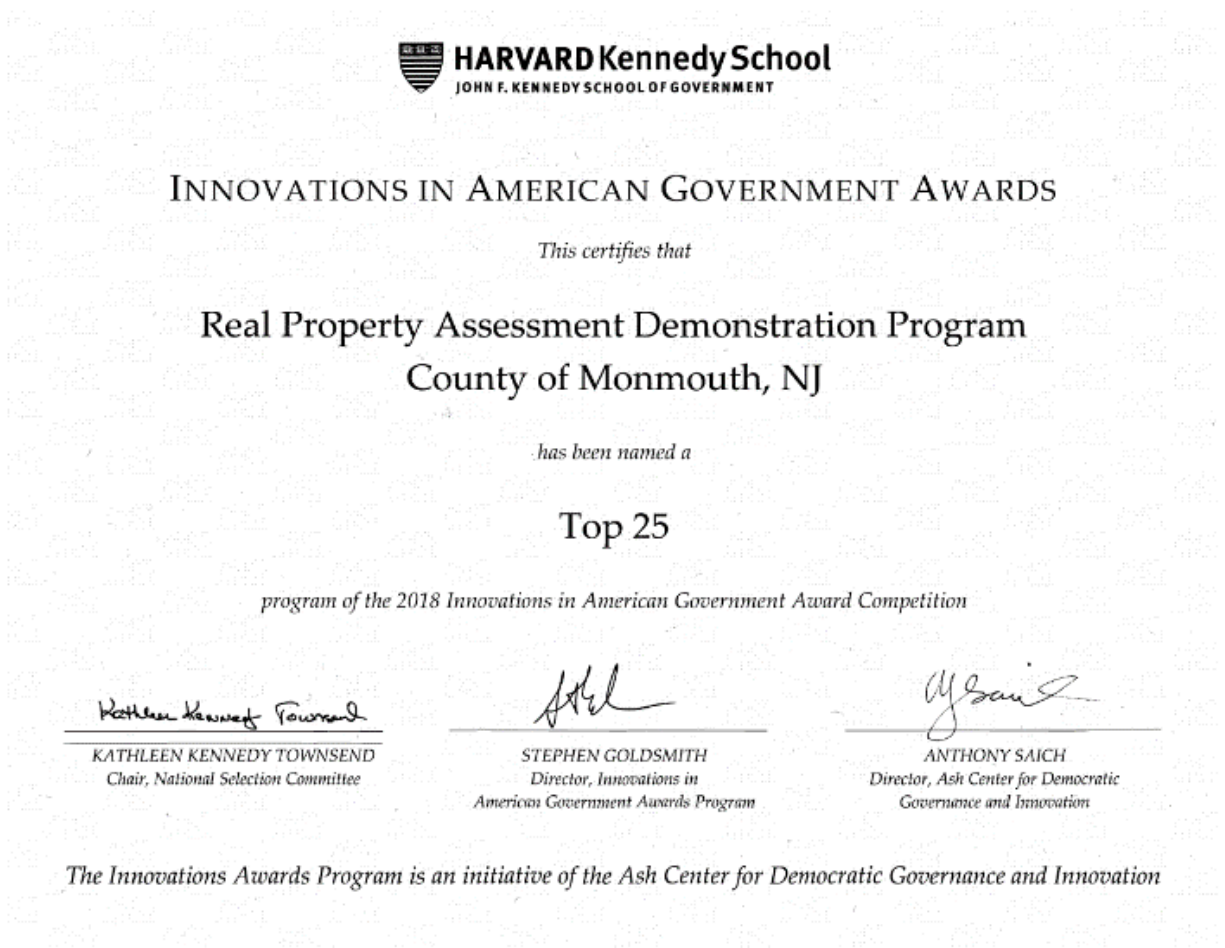 HARVARD Kennedy School
JOHN F. KENNEDY SCHOOL OF GOVERNMENT
INNOVATIONS IN AMERICAN GOVERNMENT AWARDS
This certifies that
Real Property Assessment Demonstration Program
County of Monmouth, NJ
has been named a
Top 25
program of the 2018 Innovations in American Government Award Competition
Kathleen Kennedy Townsend
KATHLEEN KENNEDY TOWNSEND
Chair, National Selection Committee
STEPHEN GOLDSMITH
Director, Innovations in
American Government Awards Program
ANTHONY SAICH
Director, Ash Center for Democratic
Governance and Innovation
The Innovations Awards Program is an initiative of the Ash Center for Democratic Governance and Innovation